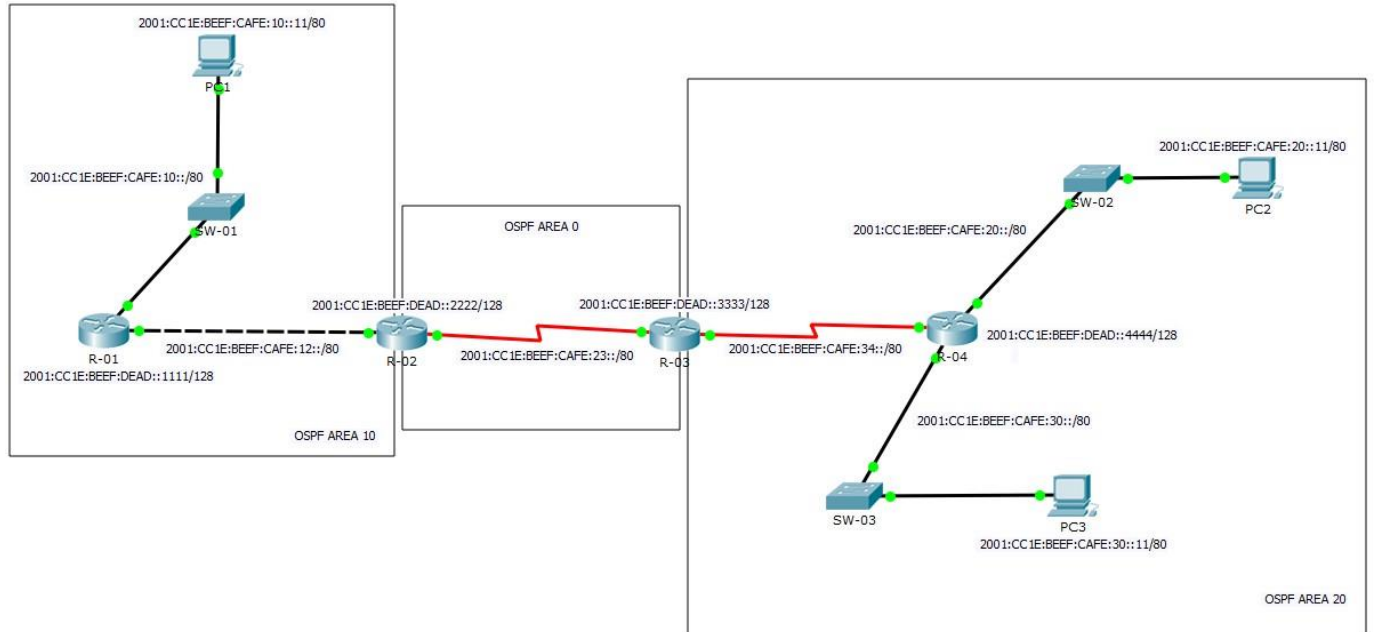 2001:CC1E:BEEF:CAFE:10::11/80
PC1
2001:CC1E:BEEF:CAFE:10::/80
SW-01
R-01
2001:CC1E:BEEF:DEAD::1111/128
2001:CC1E:BEEF:CAFE:12::/80
OSPF AREA 10
2001:CC1E:BEEF:DEAD::2222/128
R-02
OSPF AREA 0
2001:CC1E:BEEF:CAFE:23::/80
2001:CC1E:BEEF:DEAD::3333/128
R-03
2001:CC1E:BEEF:CAFE:34::/80
2001:CC1E:BEEF:CAFE:20::11/80
SW-02
PC2
2001:CC1E:BEEF:CAFE:20::/80
2001:CC1E:BEEF:DEAD::4444/128
R-04
2001:CC1E:BEEF:CAFE:30::/80
SW-03
PC3
2001:CC1E:BEEF:CAFE:30::11/80
OSPF AREA 20